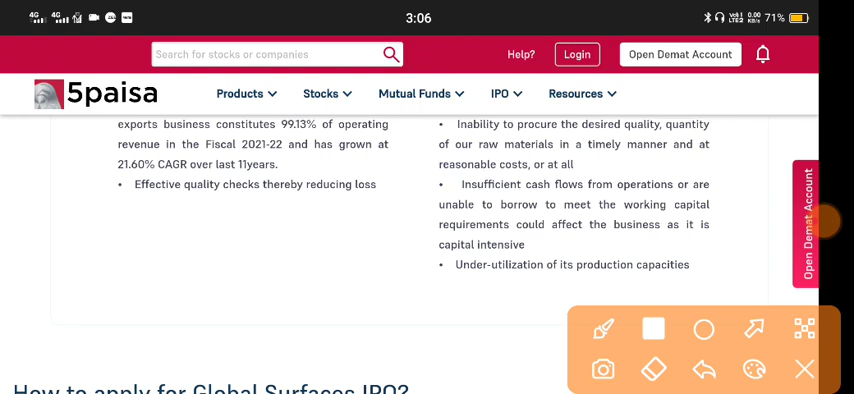 4G 4G 3:06 71%
Search for stocks or companies Help? Login Open Demat Account
5paisa Products Stocks Mutual Funds IPO Resources
exports business constitutes 99.13% of operating
revenue in the Fiscal 2021-22 and has grown at
21.60% CAGR over last 11years.
• Effective quality checks thereby reducing loss
• Inability to procure the desired quality, quantity
of our raw materials in a timely manner and at
reasonable costs, or at all
• Insufficient cash flows from operations or are
unable to borrow to meet the working capital
requirements could affect the business as it is
capital intensive
• Under-utilization of its production capacities
Open Demat Account
How to apply for Global Surfaces IPO?